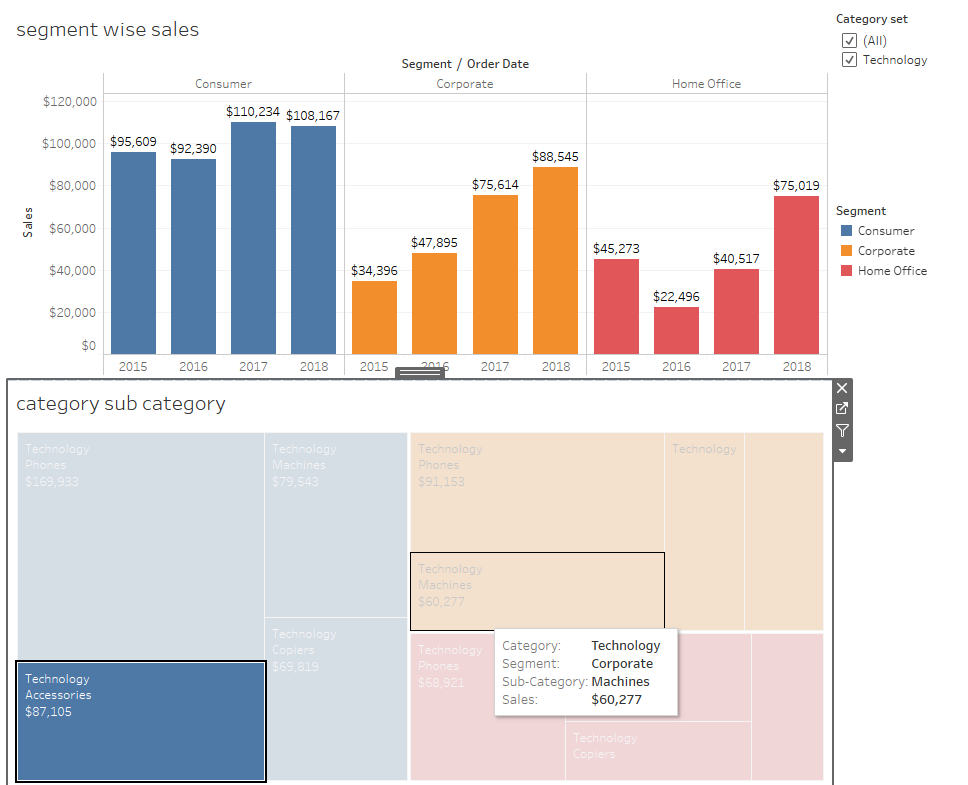 segment wise sales
Category set
(All)
Technology
Segment / Order Date
Consumer
Corporate
Home Office
Sales
$120,000
$100,000
$80,000
$60,000
$40,000
$20,000
$0
$95,609
$92,390
$110,234
$108,167
$34,396
$47,895
$75,614
$88,545
$45,273
$22,496
$40,517
$75,019
2015
2016
2017
2018
2015
2016
2017
2018
2015
2016
2017
2018
Segment
Consumer
Corporate
Home Office
category sub category
Technology
Phones
$169,933
Technology
Machines
$79,543
Technology
Phones
$91,153
Technology
Technology
Machines
$60,277
Technology
Copiers
$69,819
Technology
Accessories
$87,105
Technology
Phones
$68,921
Category: Technology
Segment: Corporate
Sub-Category: Machines
Sales: $60,277
Technology
Copiers